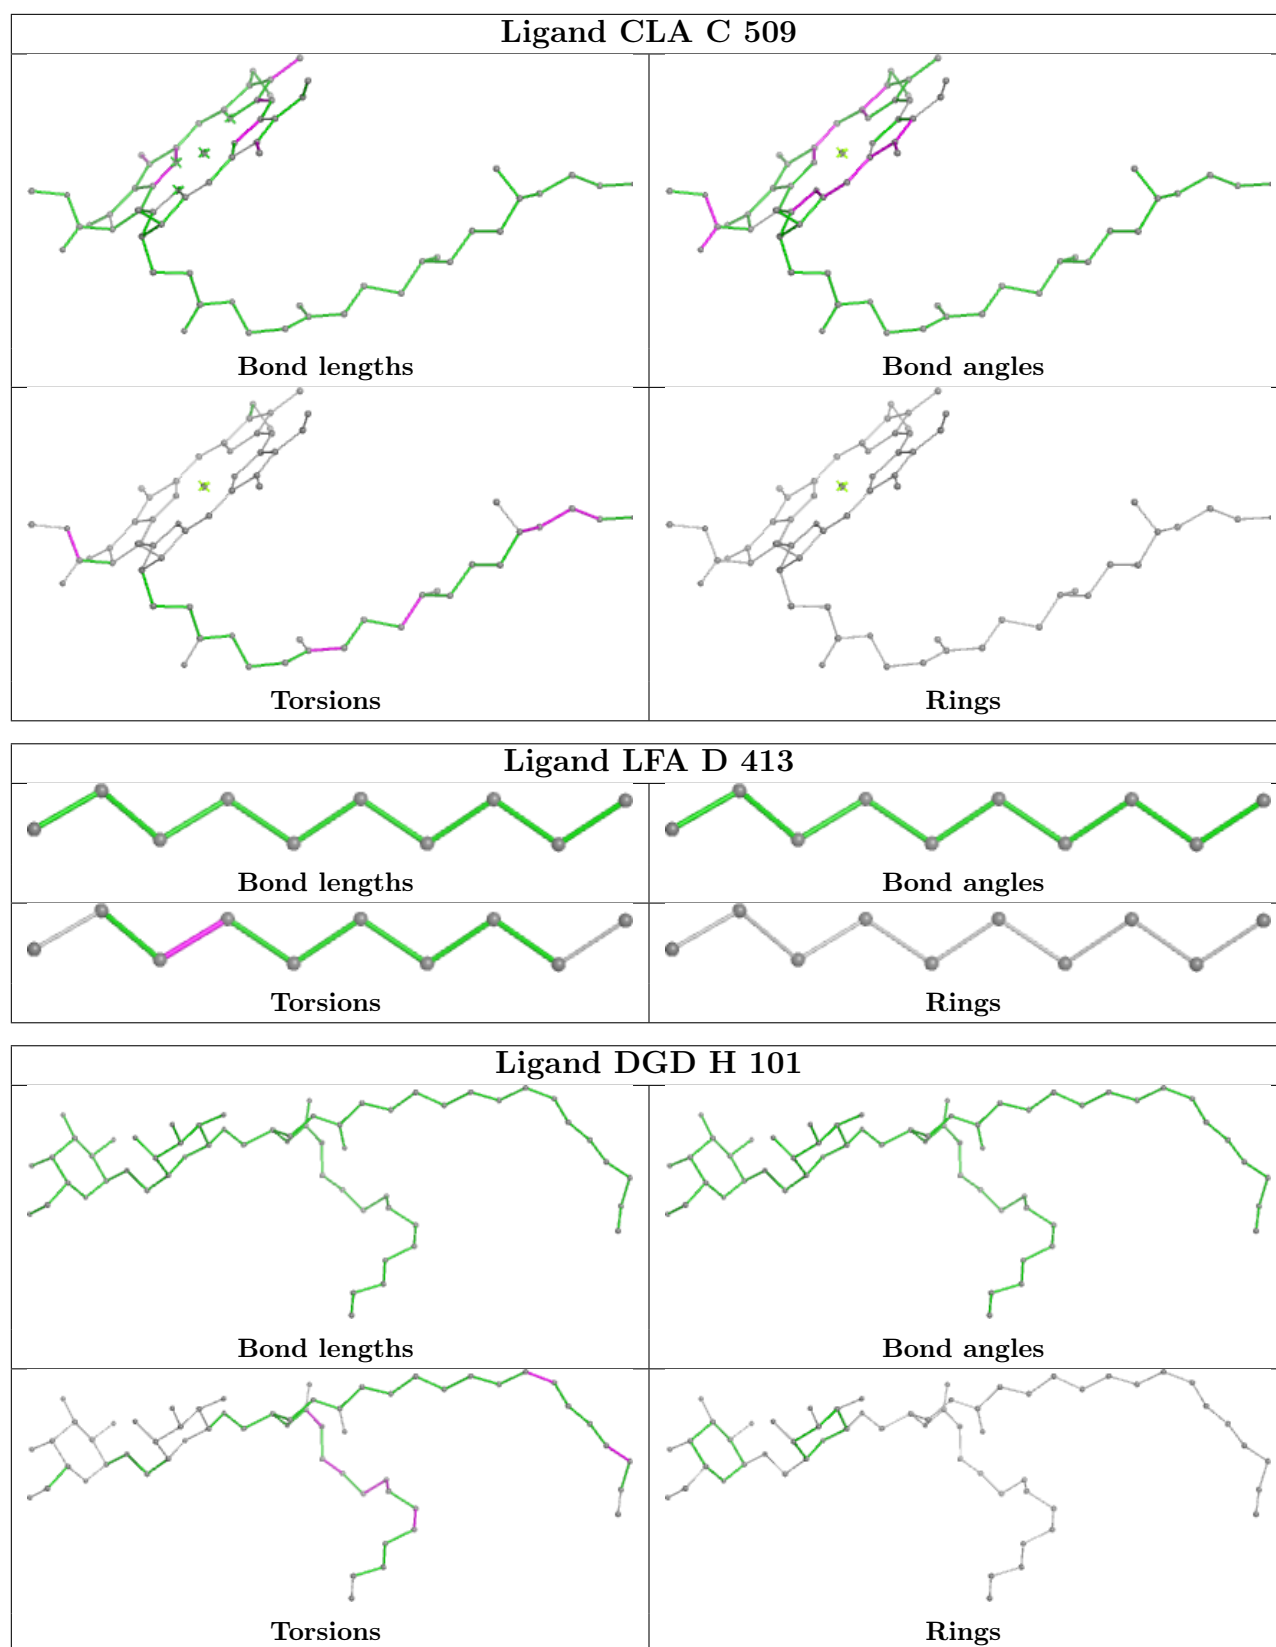 Ligand CLA C 509
Bond lengths
Bond angles
Torsions
Rings
Ligand LFA D 413
Bond lengths
Bond angles
Torsions
Rings
Ligand DGD H 101
Bond lengths
Bond angles
Torsions
Rings